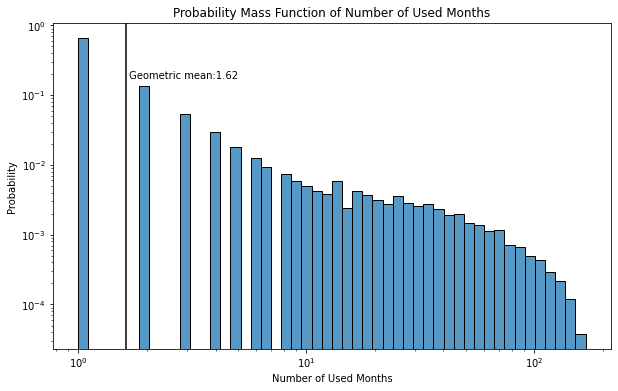 Probability Mass Function of Number of Used Months
10⁰
Geometric mean:1.62
10⁻¹
10⁻²
10⁻³
10⁻⁴
Probability
10⁰ 10¹ 10²
Number of Used Months